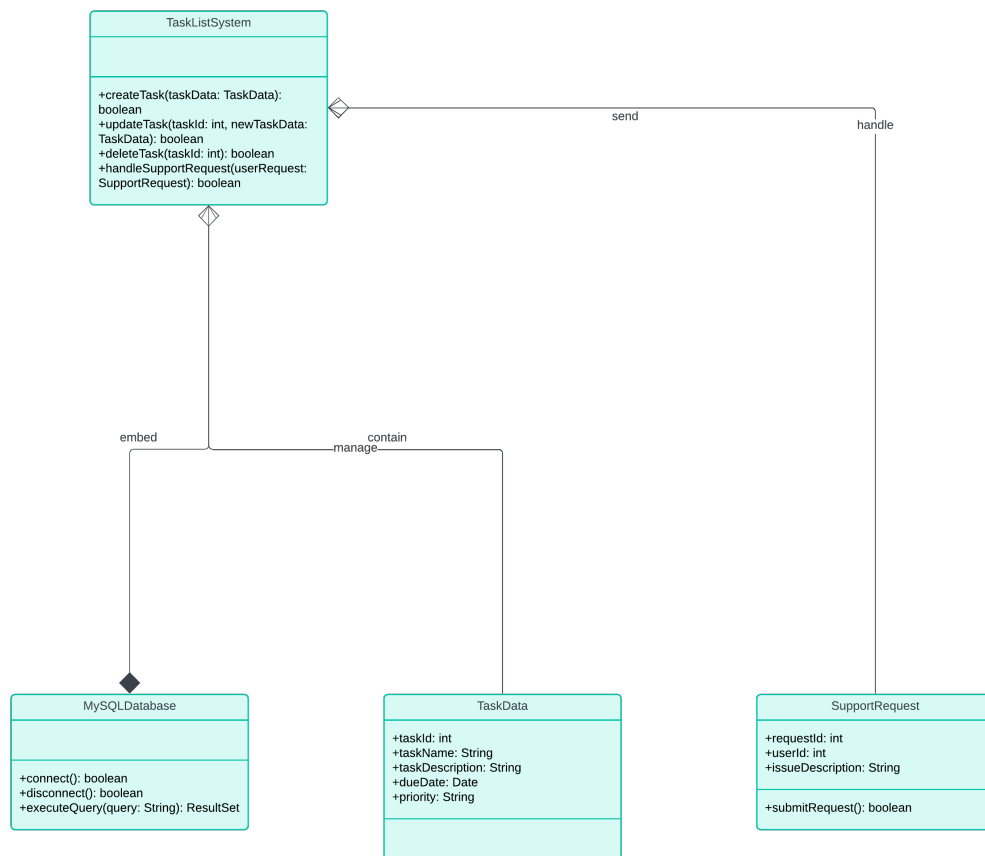 TaskListSystem
+createTask(taskData: TaskData):
boolean
+updateTask(taskId: int, newTaskData:
TaskData): boolean
+deleteTask(taskId: int): boolean
+handleSupportRequest(userRequest:
SupportRequest): boolean
send
handle
embed
contain
manage
MySQLDatabase
+connect(): boolean
+disconnect(): boolean
+executeQuery(query: String): ResultSet
TaskData
+taskId: int
+taskName: String
+taskDescription: String
+dueDate: Date
+priority: String
SupportRequest
+requestId: int
+userId: int
+issueDescription: String
+submitRequest(): boolean